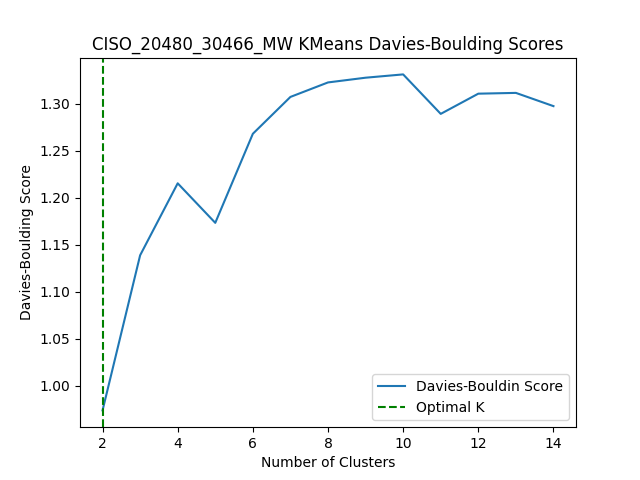 CISO_20480_30466_MW KMeans Davies-Boulding Scores
Davies-Boulding Score
1.30
1.25
1.20
1.15
1.10
1.05
1.00
Davies-Bouldin Score
Optimal K
2 4 6 8 10 12 14
Number of Clusters